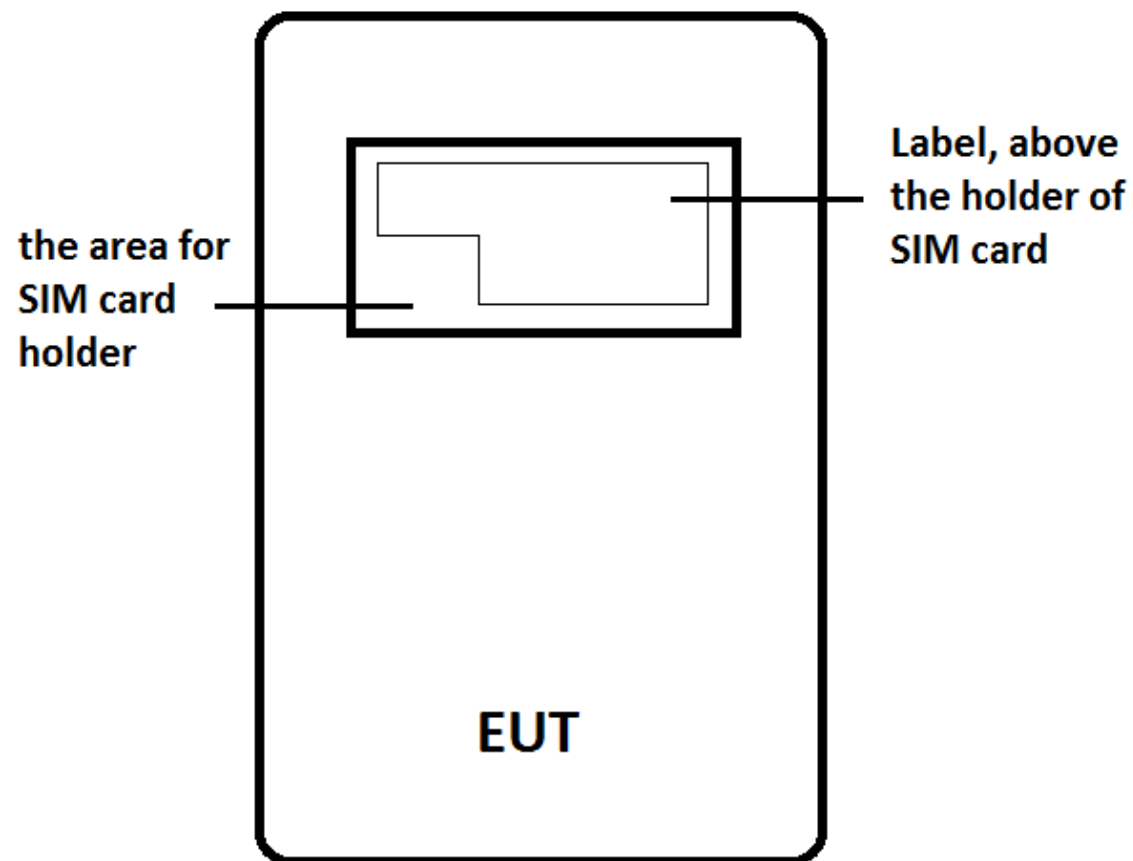 Label, above
the holder of
SIM card
the area for
SIM card
holder
EUT